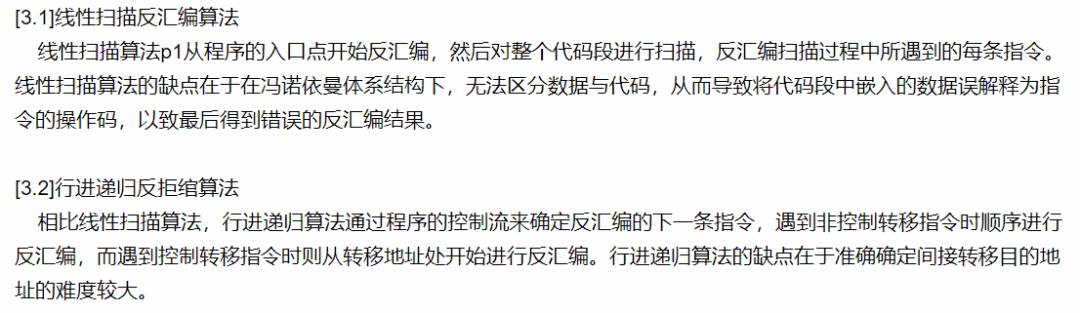 [3.1]线性扫描反汇编算法
线性扫描算法p1从程序的入口点开始反汇编，然后对整个代码段进行扫描，反汇编扫描过程中所遇到的每条指令。
线性扫描算法的缺点在于在冯诺依曼体系结构下，无法区分数据与代码，从而导致将代码段中嵌入的数据误解释为指
令的操作码，以致最后得到错误的反汇编结果。
[3.2]行进递归反拒绾算法
相比线性扫描算法，行进递归算法通过程序的控制流来确定反汇编的下一条指令，遇到非控制转移指令时顺序进行
反汇编，而遇到控制转移指令时则从转移地址处开始进行反汇编。行进递归算法的缺点在于准确确定间接转移目的地
址的难度较大。